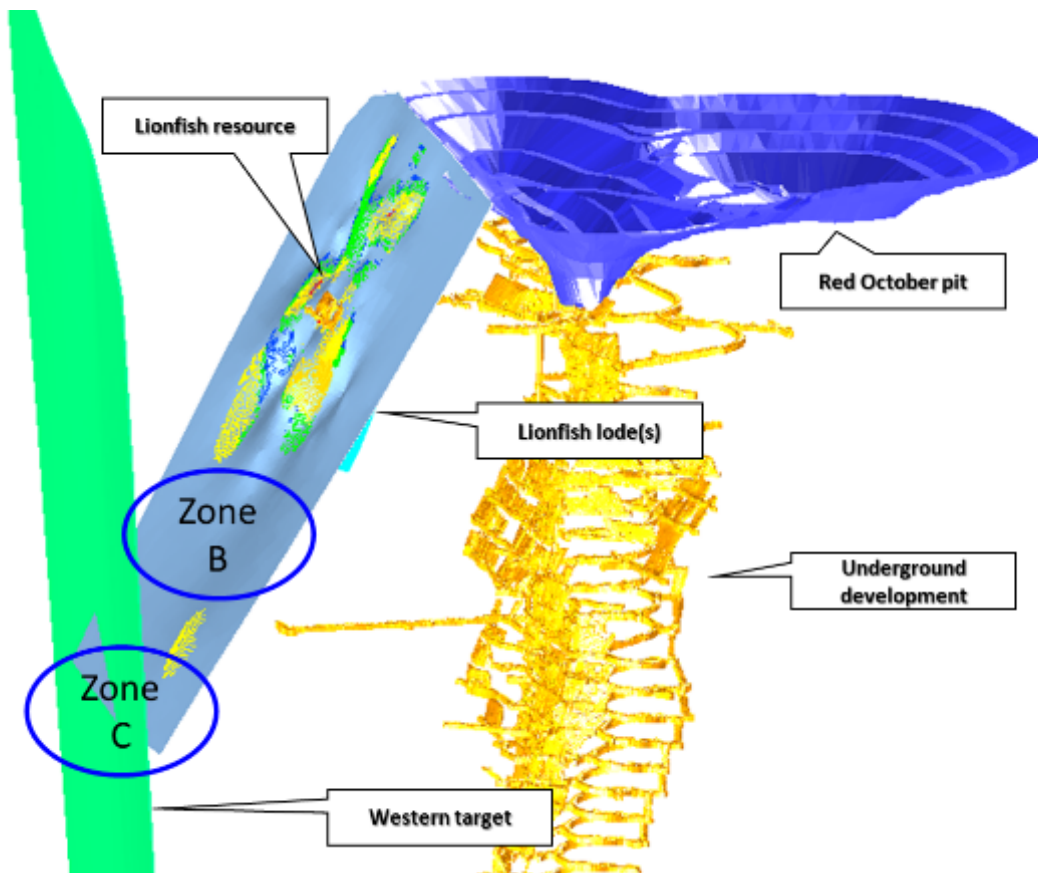 Lionfish resource
Red October pit
Lionfish lode(s)
Zone
B
Underground
development
Zone
C
Western target